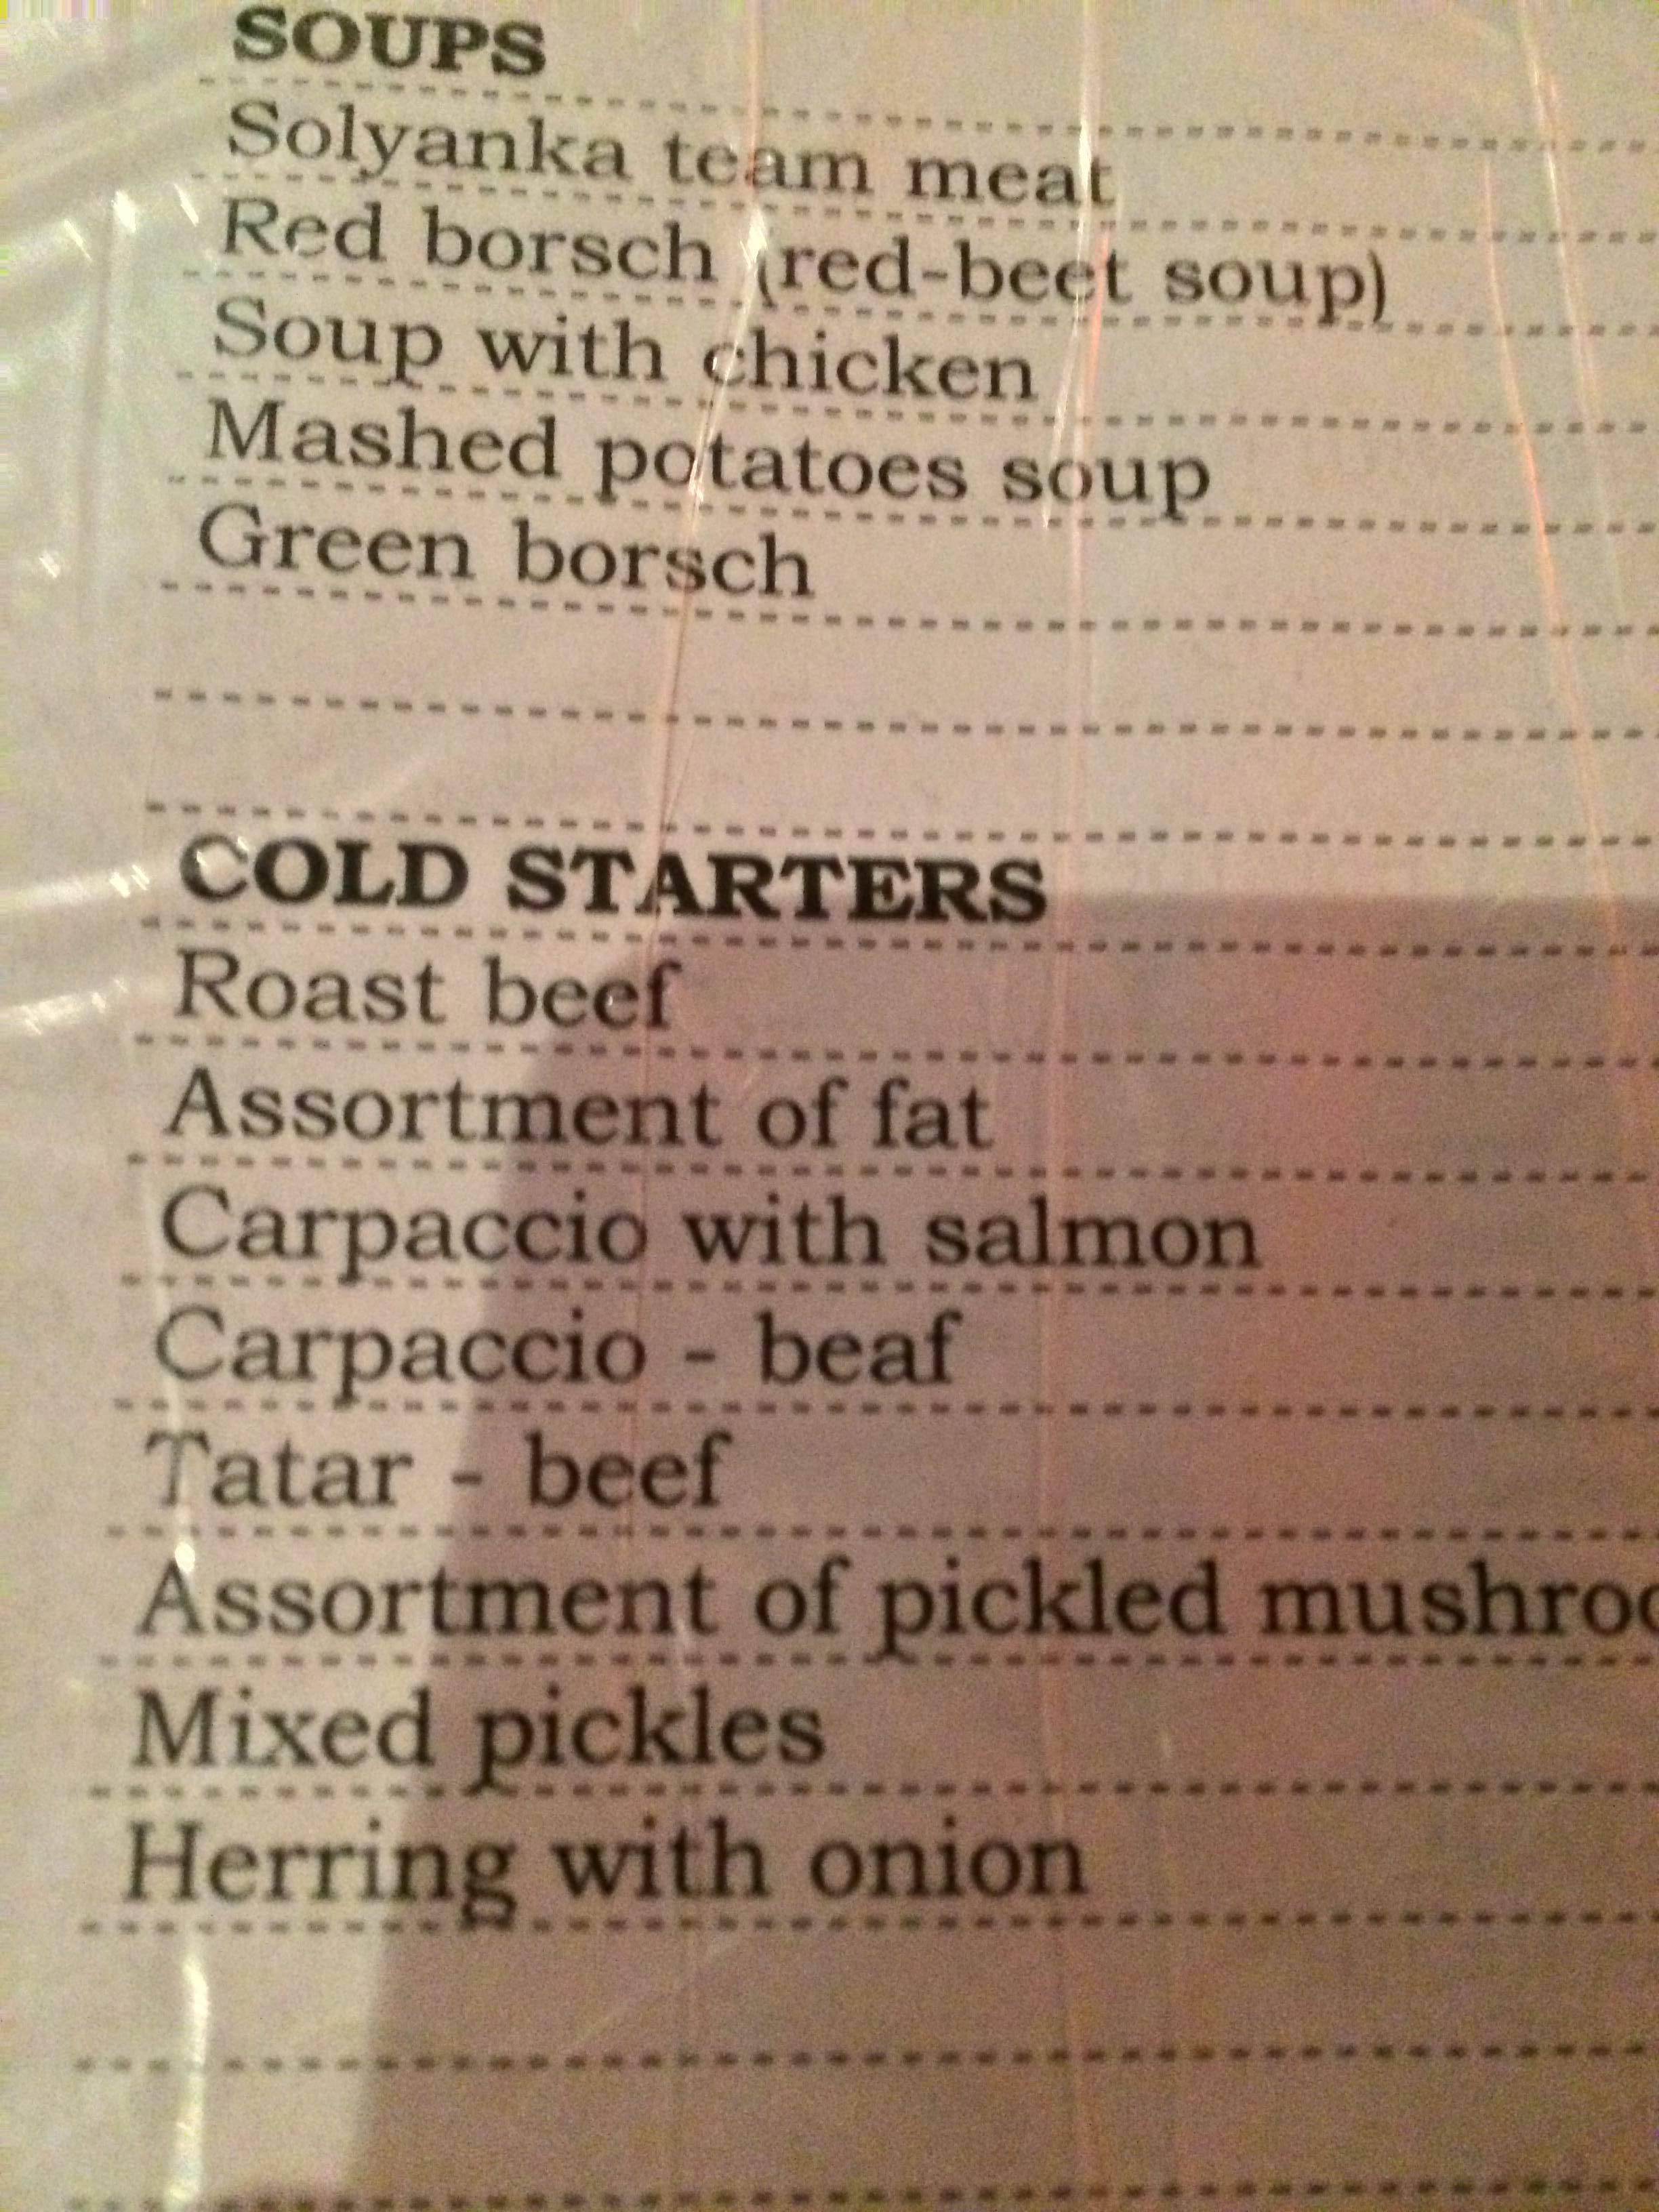 SOUPS
Solyanka team meat
Red borsch (red-beet soup)
Soup with chicken
Mashed potatoes soup
Green borsch
COLD STARTERS
Roast beef
Assortment of fat
Carpaccio with salmon
Carpaccio - beaf
Tatar - beef
Assortment of pickled
Mixed pickles
Herring with onion